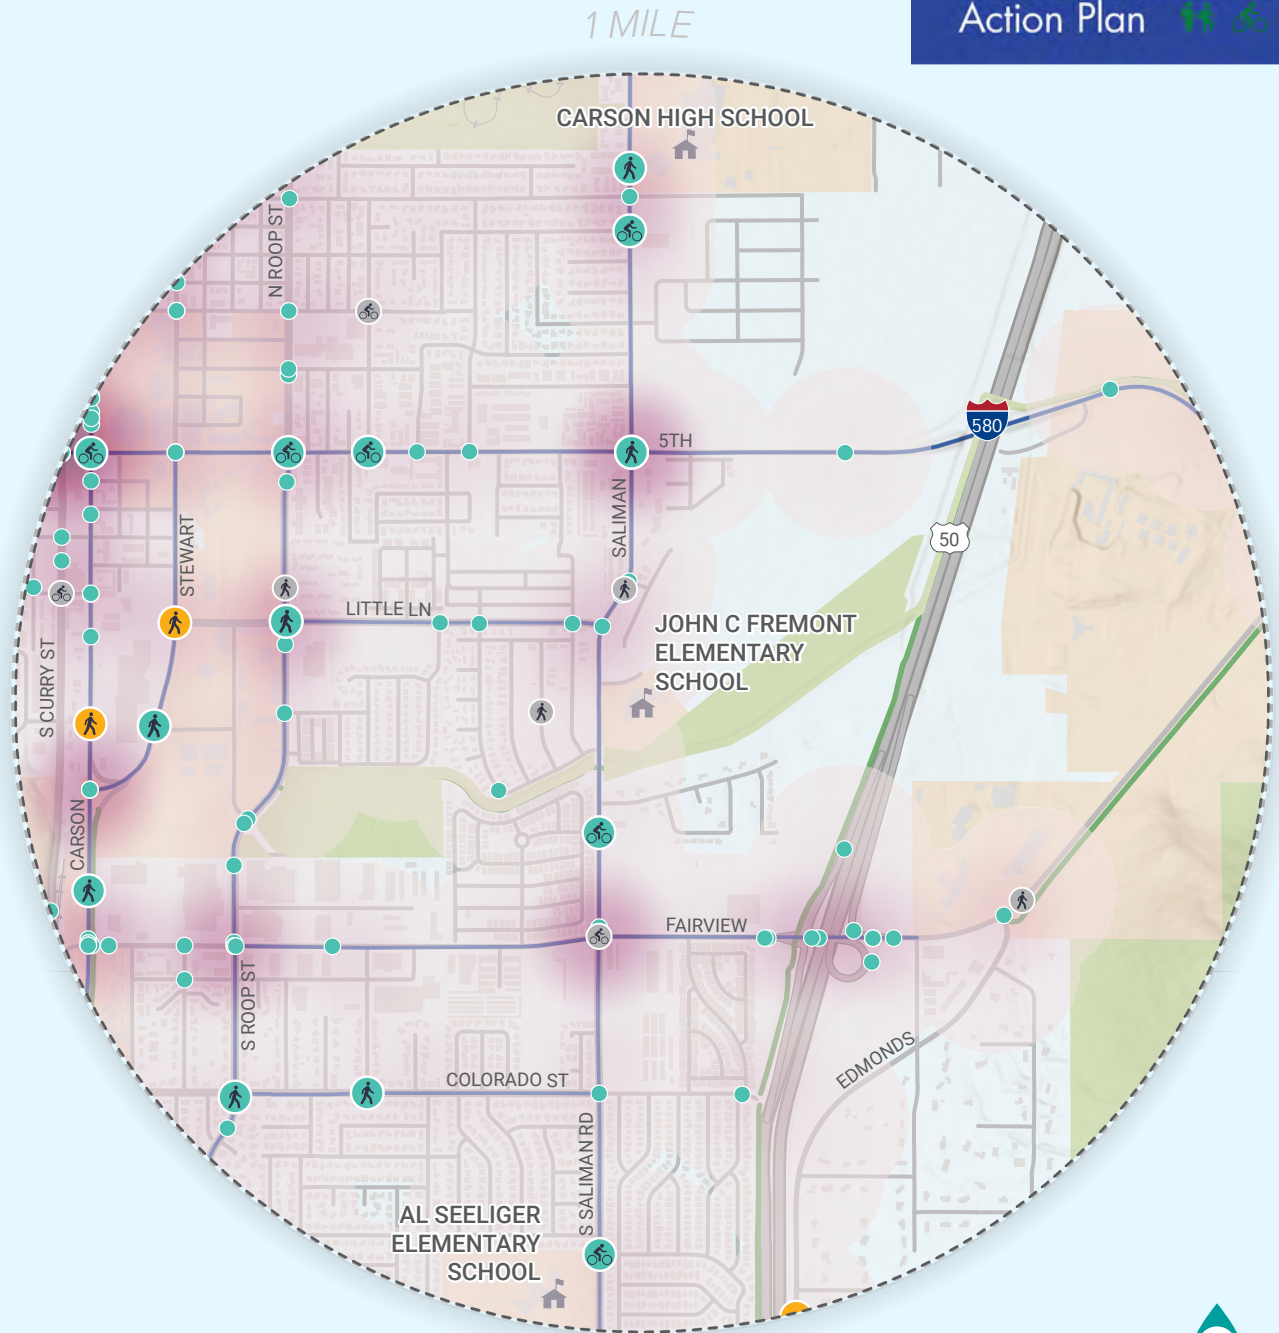 Action Plan
1 MILE
CARSON HIGH SCHOOL
N ROOP ST
5TH
580
SALIMAN
STEWART
50
LITTLE LN
JOHN C FREMONT
ELEMENTARY
SCHOOL
S CURRY ST
CARSON
FAIRVIEW
S ROOP ST
EDMONDS
COLORADO ST
S SALIMAN RD
AL SEELIGER
ELEMENTARY
SCHOOL